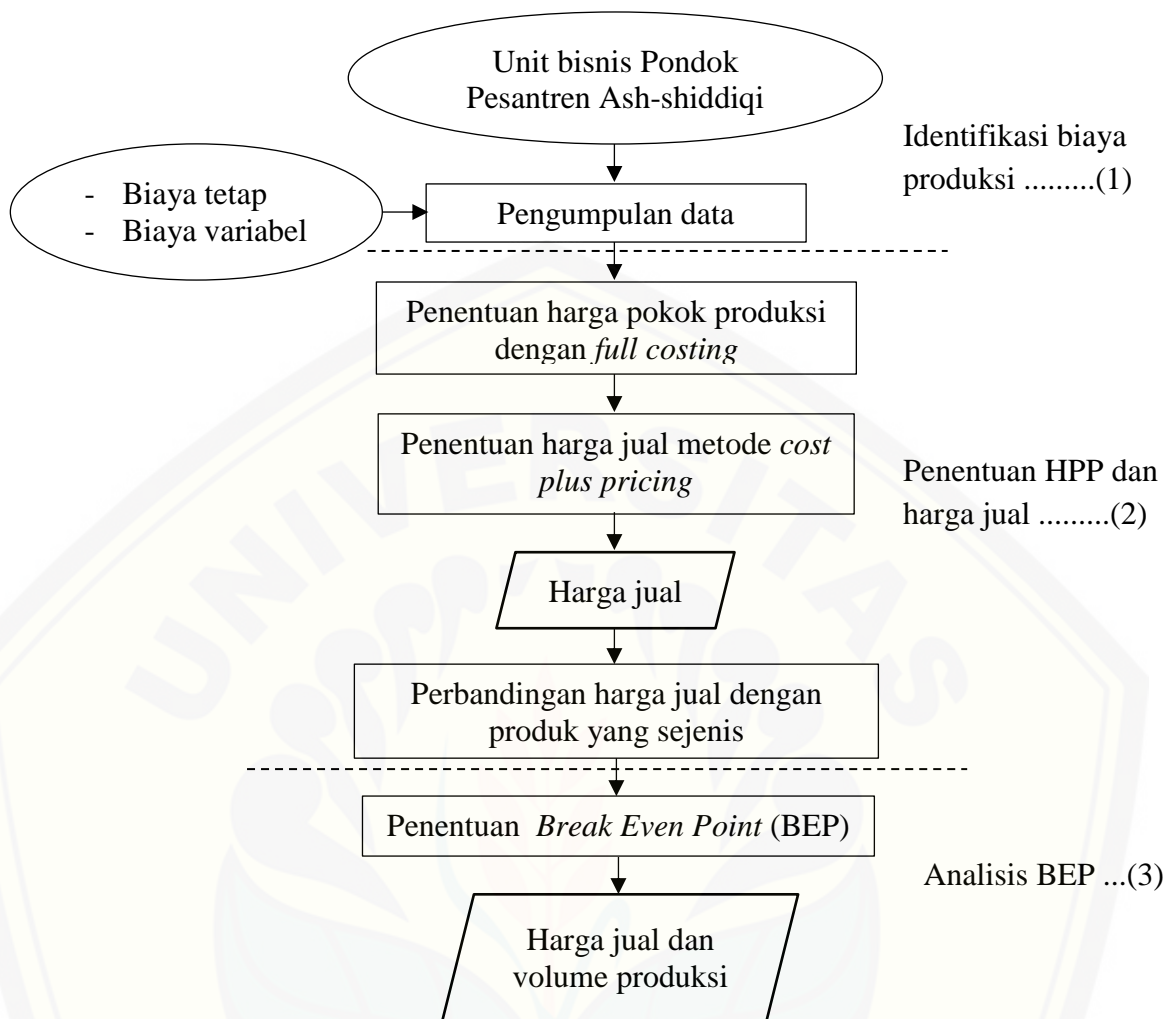 Unit bisnis Pondok
Pesantren Ash-shiddiqi
Identifikasi biaya
produksi .........(1)
- Biaya tetap
- Biaya variabel
Pengumpulan data
Penentuan harga pokok produksi
dengan full costing
Penentuan harga jual metode cost
plus pricing
Penentuan HPP dan
harga jual .........(2)
Harga jual
Perbandingan harga jual dengan
produk yang sejenis
Penentuan Break Even Point (BEP)
Analisis BEP ...(3)
Harga jual dan
volume produksi
UNIVERSITAS